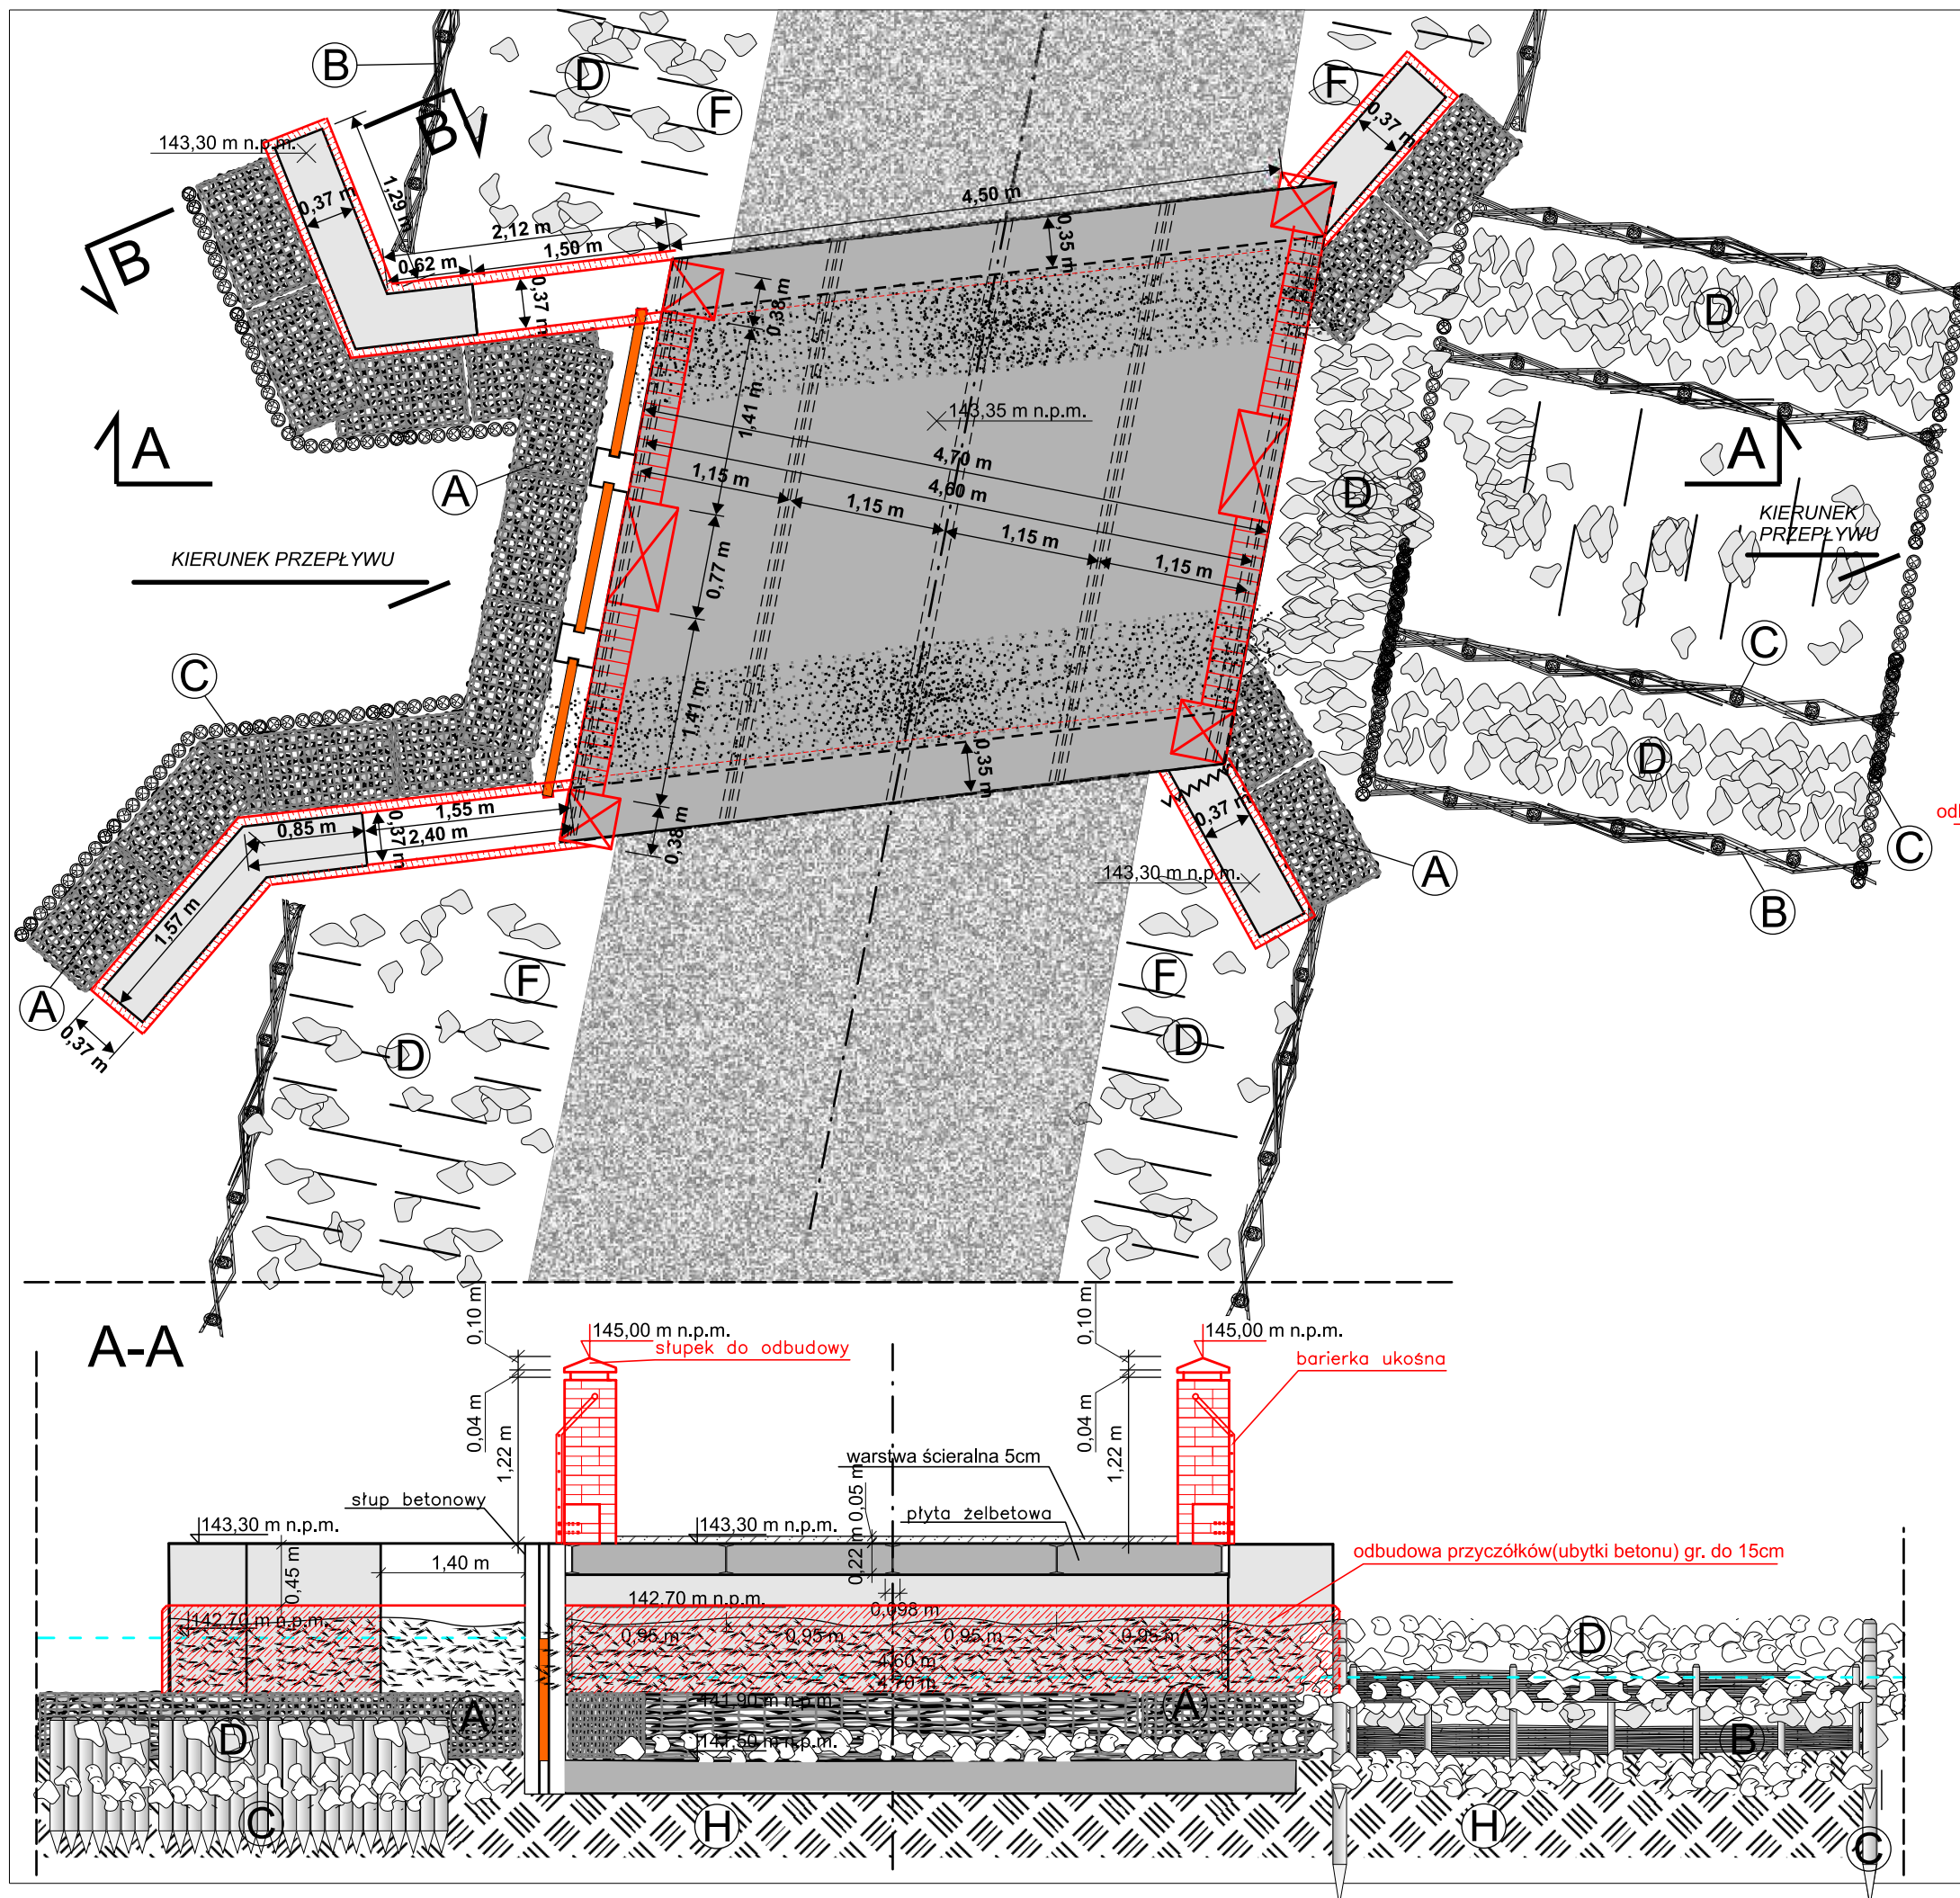 B
D
F
F
B
143,30 m n.p.m.
0,37 m
1,29 m
0,37 m
4,50 m
2,12 m
0,35 m
B
1,50 m
0,62 m
0,37 m
0,38 m
D
143,35 m n.p.m.
1,41 m
A
A
4,70 m
1,15 m
4,60 m
A
D
1,15 m
KIERUNEK
PRZEPŁYWU
1,15 m
KIERUNEK PRZEPŁYWU
0,77 m
1,15 m
C
C
1,41 m
D
0,35 m
1,55 m
0,85 m
0,37 m
2,40 m
0,38 m
0,37 m
C
143,30 m n.p.m.
A
B
1,57 m
F
F
A
0,37 m
D
D
A-A
0,10 m
0,10 m
145,00 m n.p.m.
145,00 m n.p.m.
słupek do odbudowy
barierka ukośna
0,04 m
0,04 m
1,22 m
1,22 m
warstwa ścieralna 5cm
słup betonowy
0,05 m
płyta żelbetowa
143,30 m n.p.m.
143,30 m n.p.m.
0,22 m
odbudowa przyczółków(ubytki betonu) gr. do 15cm
1,40 m
0,45 m
142,70 m n.p.m.
142,70 m n.p.m.
0,098 m
0,95 m
0,95 m
0,95 m
0,95 m
D
4,60 m
4,70 m
141,90 m n.p.m.
A
A
D
141,50 m n.p.m.
B
C
H
H
C